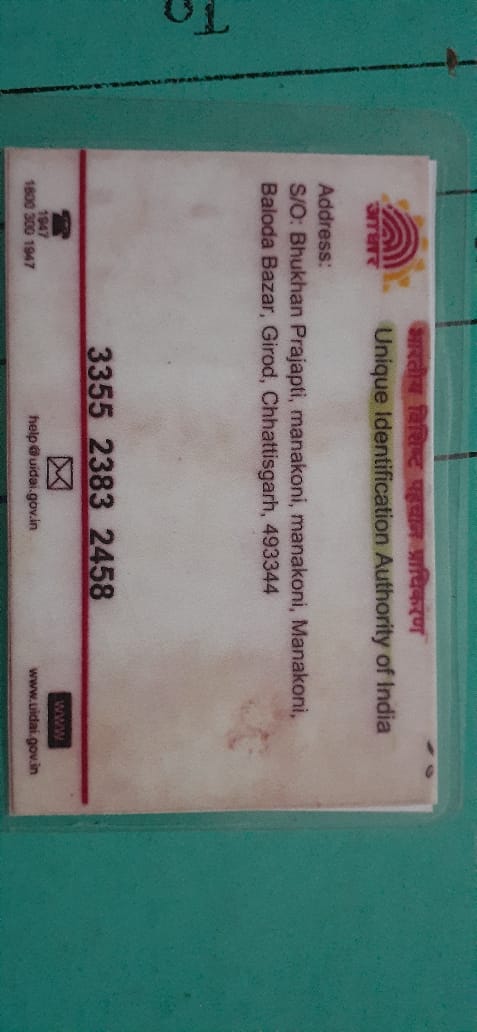 To
आधार
भारतीय विशिष्ट पहचान प्राधिकरण
Unique Identification Authority of India
Address:
S/O: Bhukhan Prajapti, manakoni, manakoni, Manakoni,
Baloda Bazar, Girod, Chhattisgarh, 493344
3355 2383 2458
1947
1800 300 1947
help@uidai.gov.in
www
www.uidai.gov.in